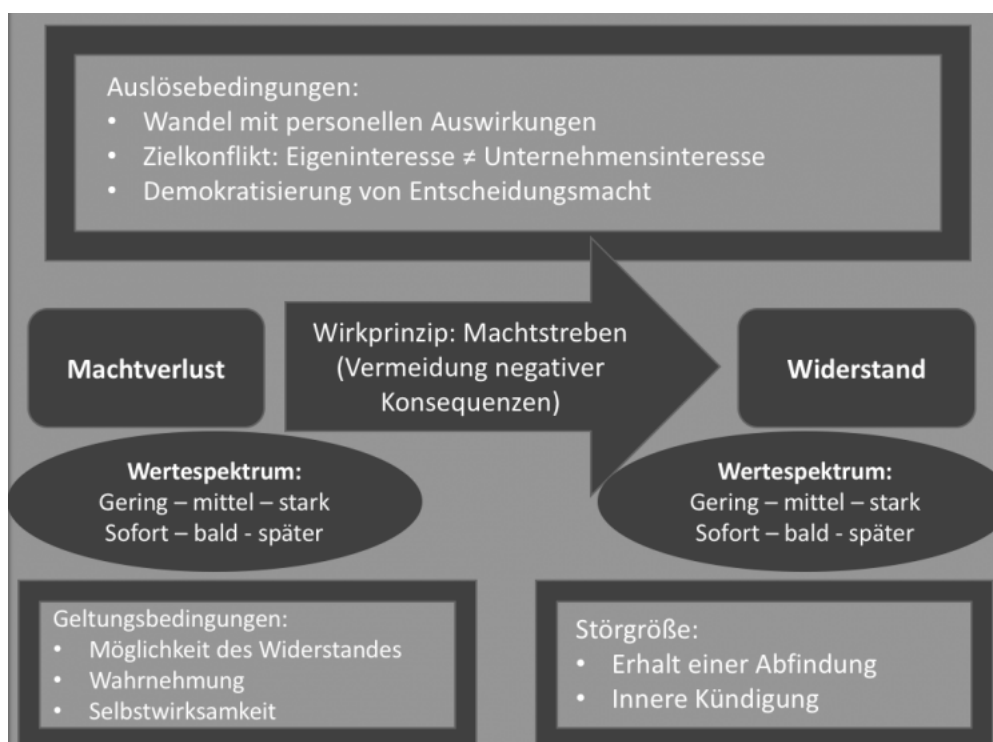 Auslösebedingungen:
• Wandel mit personellen Auswirkungen
• Zielkonflikt: Eigeninteresse ≠ Unternehmensinteresse
• Demokratisierung von Entscheidungsmacht
Machtverlust
Wirkprinzip: Machtstreben
(Vermeidung negativer
Konsequenzen)
Widerstand
Wertespektrum:
Gering – mittel – stark
Sofort – bald - später
Wertespektrum:
Gering – mittel – stark
Sofort – bald - später
Geltungsbedingungen:
• Möglichkeit des Widerstandes
• Wahrnehmung
• Selbstwirksamkeit
Störgröße:
• Erhalt einer Abfindung
• Innere Kündigung